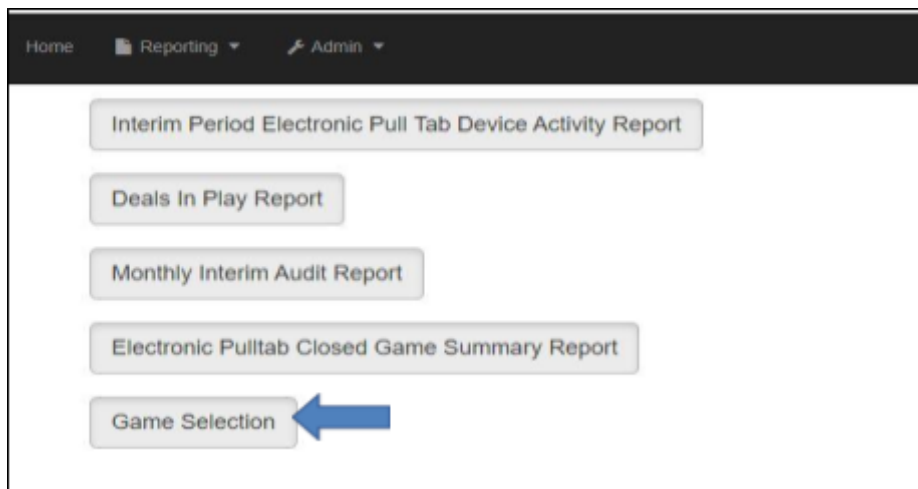 Home Reporting Admin
Interim Period Electronic Pull Tab Device Activity Report
Deals In Play Report
Monthly Interim Audit Report
Electronic Pulltab Closed Game Summary Report
Game Selection